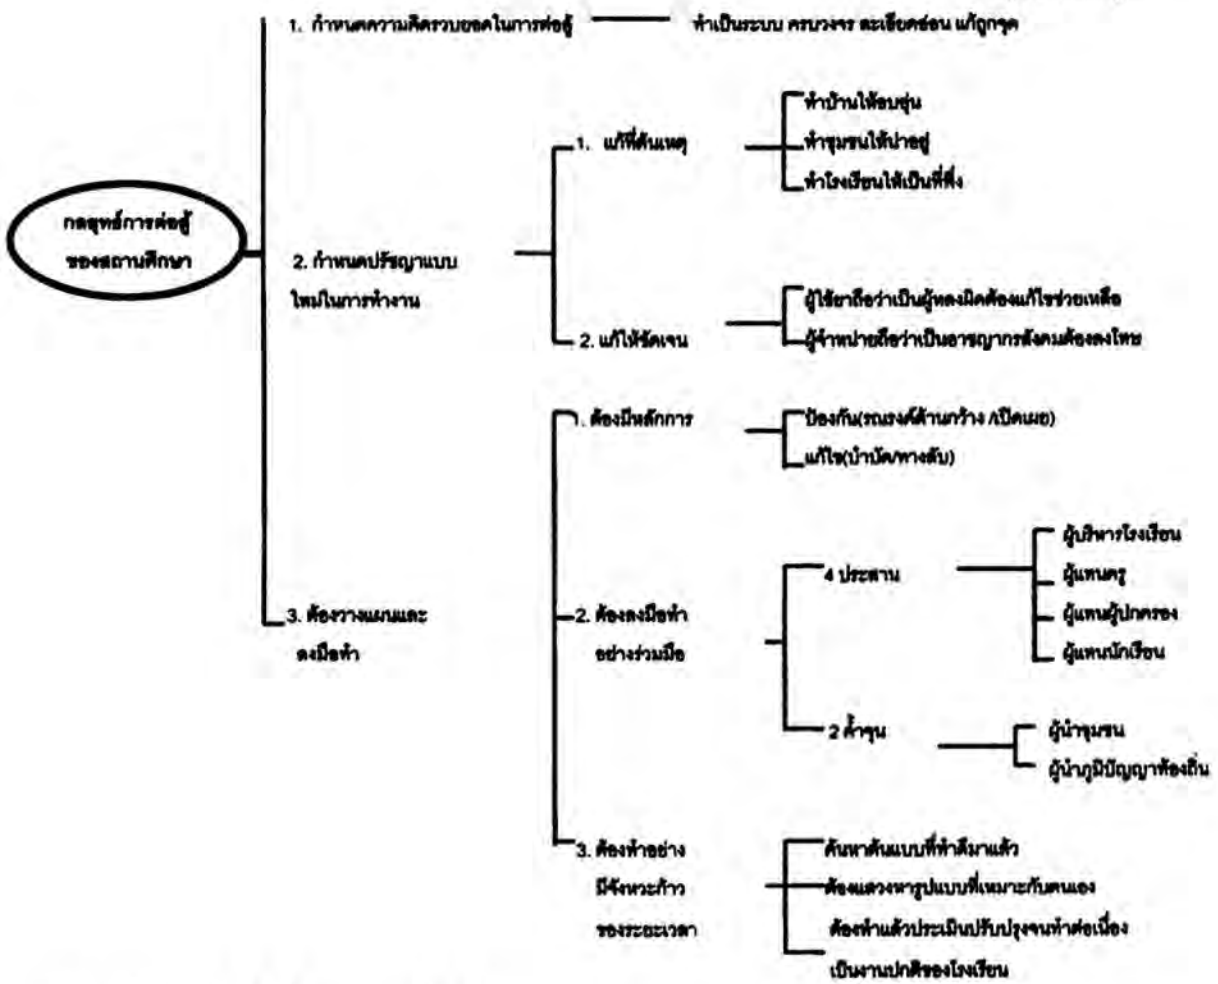 1. กำหนดความคิดรวบยอดในการต่อสู้
ทำเป็นระบบ ครบวงจร ละเอียดอ่อน แก้ถูกจุด
กลยุทธ์การต่อสู้
ของสถานศึกษา
2. กำหนดปรัชญาแบบ
ใหม่ในการทำงาน
1. แก้ที่ต้นเหตุ
ทำบ้านให้อบอุ่น
ทำชุมชนให้น่าอยู่
ทำโรงเรียนให้เป็นที่พึ่ง
2. แก้ให้ชัดเจน
ผู้ใช้ยาถือว่าเป็นผู้หลงผิดต้องแก้ไขช่วยเหลือ
ผู้จำหน่ายถือว่าเป็นอาชญากรสังคมต้องลงโทษ
3. ต้องวางแผนและ
ลงมือทำ
1. ต้องมีหลักการ
ป้องกัน(รณรงค์ด้านกว้าง /เปิดเผย)
แก้ไข(บำบัด/ทางลับ)
2. ต้องลงมือทำ
อย่างร่วมมือ
4 ประสาน
ผู้บริหารโรงเรียน
ผู้แทนครู
ผู้แทนผู้ปกครอง
ผู้แทนนักเรียน
2 ค้ำจุน
ผู้นำชุมชน
ผู้นำภูมิปัญญาท้องถิ่น
3. ต้องทำอย่าง
มีจังหวะก้าว
ของระยะเวลา
ค้นหาต้นแบบที่ทำดีมาแล้ว
ต้องแสวงหารูปแบบที่เหมาะกับตนเอง
ต้องทำแล้วประเมินปรับปรุงจนทำต่อเนื่อง
เป็นงานปกติของโรงเรียน